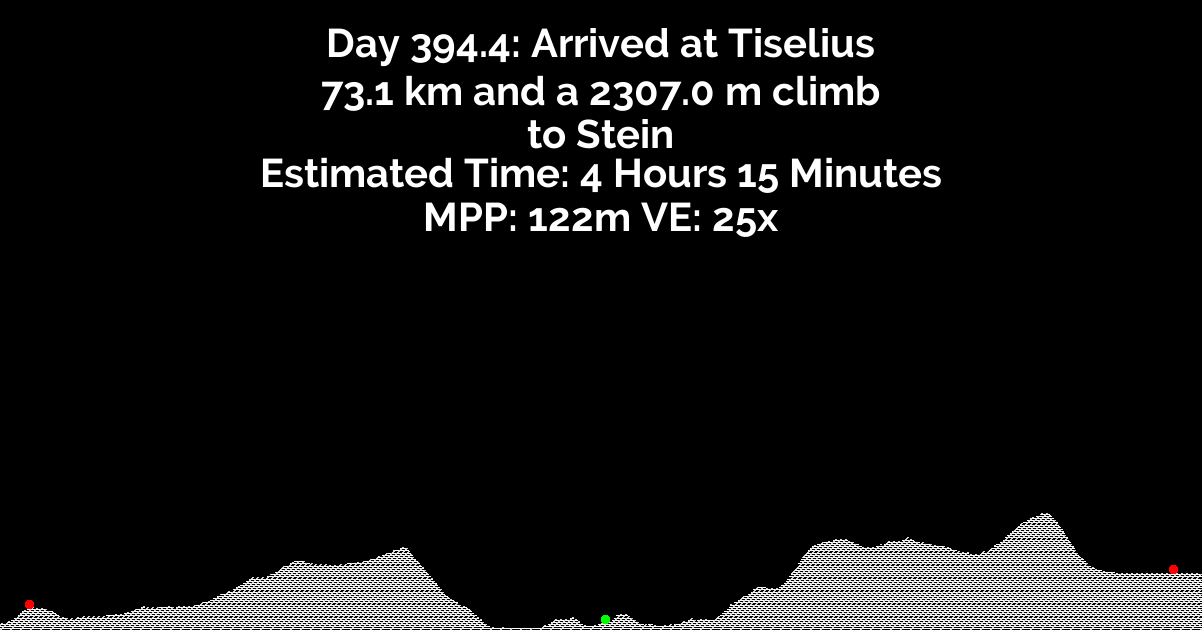 Day 394.4: Arrived at Tiselius
73.1 km and a 2307.0 m climb
to Stein
Estimated Time: 4 Hours 15 Minutes
MPP: 122m VE: 25x